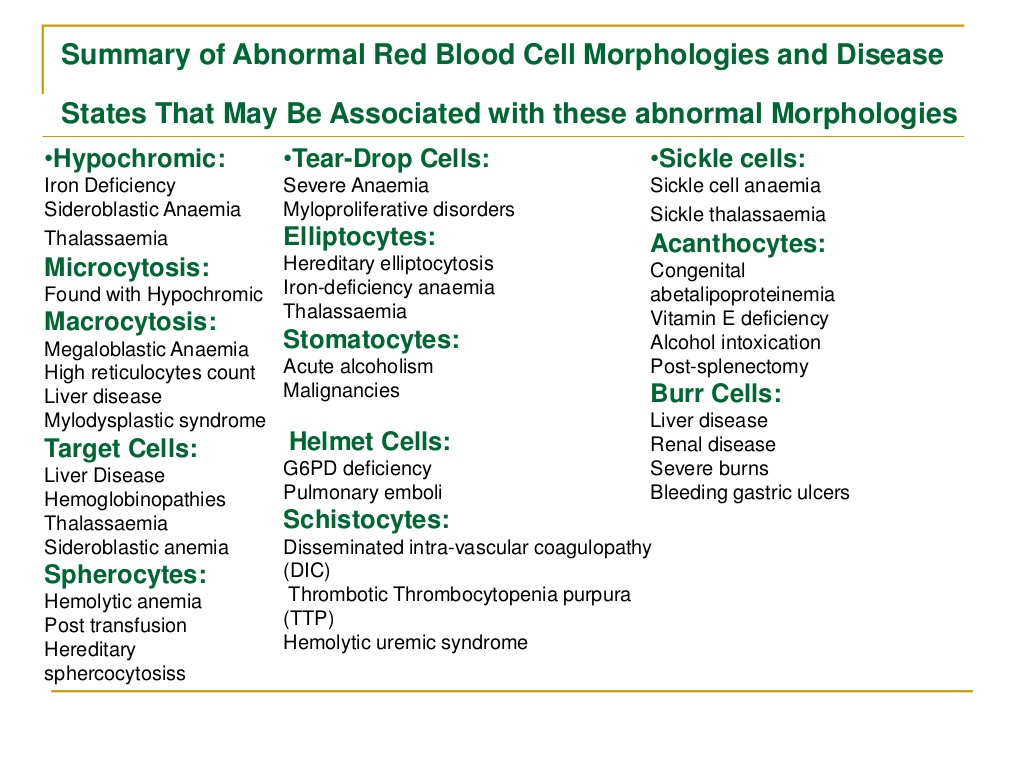 Summary of Abnormal Red Blood Cell Morphologies and Disease
States That May Be Associated with these abnormal Morphologies
•Hypochromic:
Iron Deficiency
Sideroblastic Anaemia
Thalassaemia
Microcytosis:
Found with Hypochromic
Macrocytosis:
Megaloblastic Anaemia
High reticulocytes count
Liver disease
Mylodysplastic syndrome
Target Cells:
Liver Disease
Hemoglobinopathies
Thalassaemia
Sideroblastic anemia
Spherocytes:
Hemolytic anemia
Post transfusion
Hereditary
sphercocytosiss
•Tear-Drop Cells:
Severe Anaemia
Myloproliferative disorders
Elliptocytes:
Hereditary elliptocytosis
Iron-deficiency anaemia
Thalassaemia
Stomatocytes:
Acute alcoholism
Malignancies
Helmet Cells:
G6PD deficiency
Pulmonary emboli
Schistocytes:
Disseminated intra-vascular coagulopathy
(DIC)
Thrombotic Thrombocytopenia purpura
(TTP)
Hemolytic uremic syndrome
•Sickle cells:
Sickle cell anaemia
Sickle thalassaemia
Acanthocytes:
Congenital
abetalipoproteinemia
Vitamin E deficiency
Alcohol intoxication
Post-splenectomy
Burr Cells:
Liver disease
Renal disease
Severe burns
Bleeding gastric ulcers